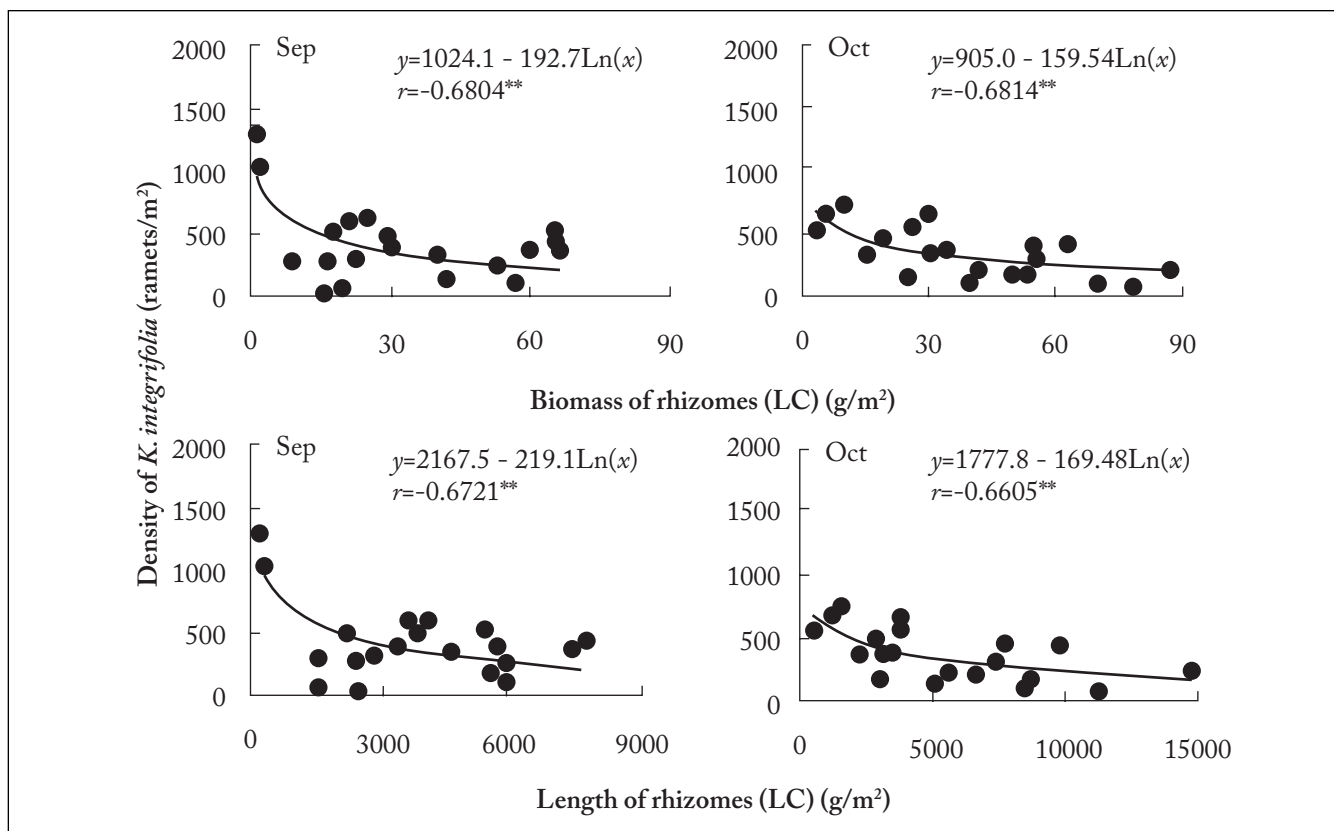 Density of K. integrifolia (ramets/m²)
Sep
y=1024.1 - 192.7Ln(x)
r=-0.6804**
2000
1500
1000
500
0
0 30 60 90
Oct
y=905.0 - 159.54Ln(x)
r=-0.6814**
2000
1500
1000
500
0
0 30 60 90
Biomass of rhizomes (LC) (g/m²)
Sep
y=2167.5 - 219.1Ln(x)
r=-0.6721**
2000
1500
1000
500
0
0 3000 6000 9000
Oct
y=1777.8 - 169.48Ln(x)
r=-0.6605**
2000
1500
1000
500
0
0 5000 10000 15000
Length of rhizomes (LC) (g/m²)